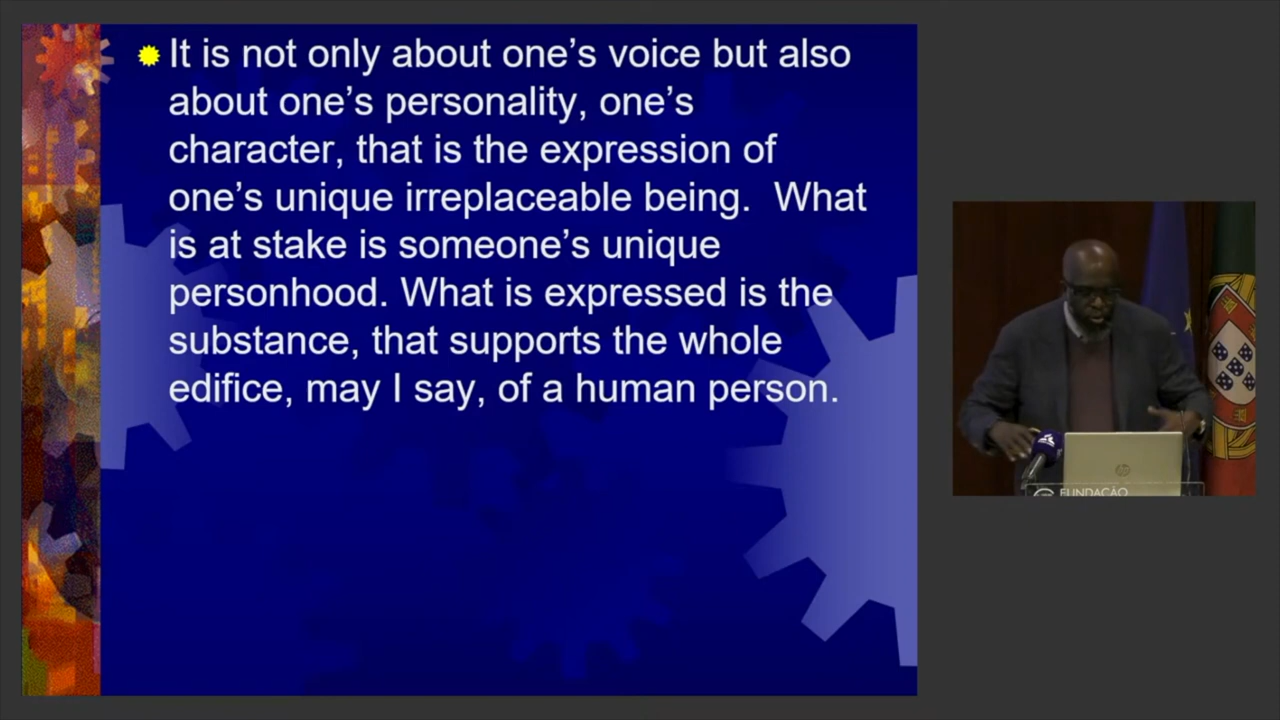 It is not only about one’s voice but also
about one’s personality, one’s
character, that is the expression of
one’s unique irreplaceable being.  What
is at stake is someone’s unique
personhood. What is expressed is the
substance, that supports the whole
edifice, may I say, of a human person.
FUNDAÇÃO